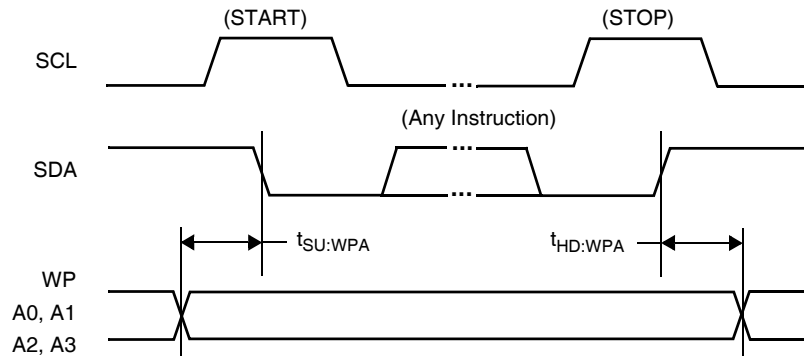 (START) (STOP)
SCL
...
(Any Instruction)
...
SDA
...
tSU:WPA tHD:WPA
WP
A0, A1
A2, A3